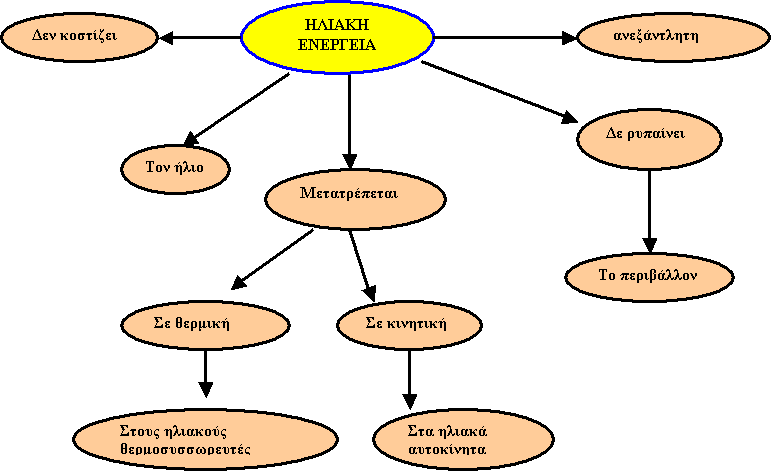 ΗΛΙΑΚΗ
ΕΝΕΡΓΕΙΑ
Δεν κοστίζει
ανεξάντλητη
Τον ήλιο
Δε ρυπαίνει
Μετατρέπεται
Το περιβάλλον
Σε θερμική
Σε κινητική
Στους ηλιακούς
θερμοσυσσωρευτές
Στα ηλιακά
αυτοκίνητα